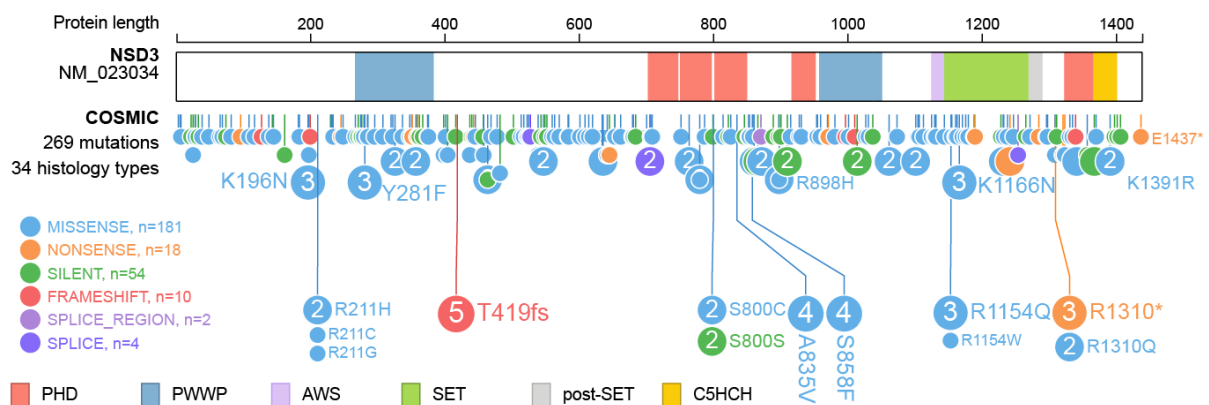 Protein length 0 200 400 600 800 1000 1200 1400
NSD3
NM_023034
COSMIC
269 mutations
E1437*
34 histology types
2 2 2 2 2 2 2 2 2 2 2
K196N 3 3 Y281F R898H 3 K1166N K1391R
MISSENSE, n=181
NONSENSE, n=18
SILENT, n=54
FRAMESHIFT, n=10
SPLICE_REGION, n=2
SPLICE, n=4
2 R211H
R211C
R211G
5 T419fs
2 S800C
2 S800S
4 A835V
4 S858F
3 R1154Q
R1154W
3 R1310*
2 R1310Q
PHD PWWP AWS SET post-SET C5HCH